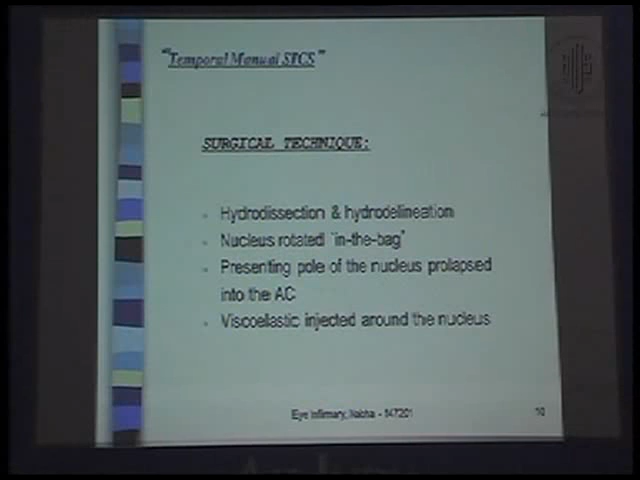 "Temporal Manual SICS"
SURGICAL TECHNIQUE:
Hydrodissection & hydrodelineation
Nucleus rotated "in-the-bag"
Presenting pole of the nucleus prolapsed
into the AC
Viscoelastic injected around the nucleus
Eye Infirmary, Nabha - 147201
10